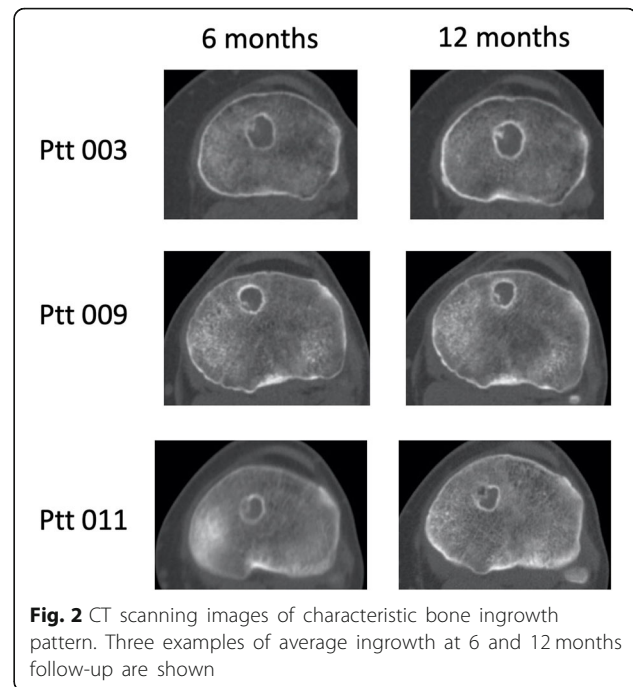 6 months 12 months
Ptt 003
Ptt 009
Ptt 011
Fig. 2 CT scanning images of characteristic bone ingrowth
pattern. Three examples of average ingrowth at 6 and 12 months
follow-up are shown